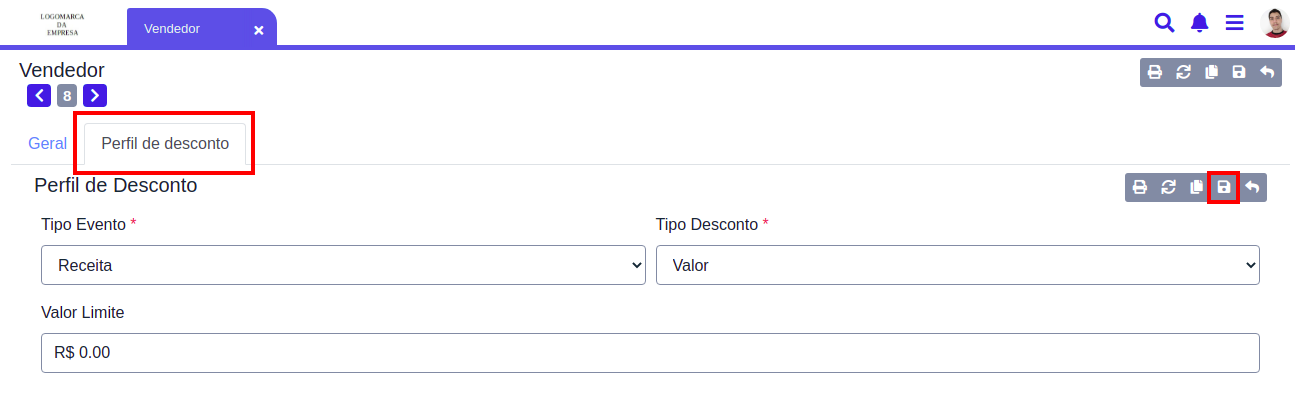 LOGOMARCA
DA
EMPRESA
Vendedor
Vendedor
8
Geral
Perfil de desconto
Perfil de Desconto
Tipo Evento *
Tipo Desconto *
Receita
Valor
Valor Limite
R$ 0.00